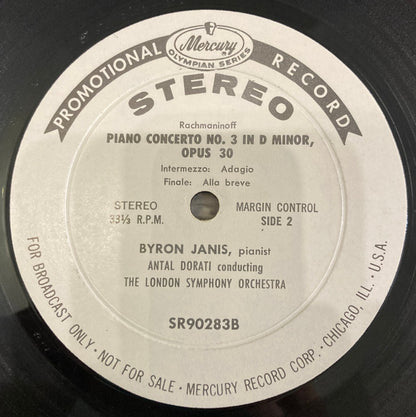 PROMOTIONAL RECORD
Mercury
OLYMPIAN SERIES
STEREO
Rachmaninoff
PIANO CONCERTO NO. 3 IN D MINOR,
OPUS 30
Intermezzo: Adagio
Finale: Alla breve
STEREO
33⅓ R.P.M.
MARGIN CONTROL
SIDE 2
BYRON JANIS, pianist
ANTAL DORATI conducting
THE LONDON SYMPHONY ORCHESTRA
SR90283B
FOR BROADCAST ONLY · NOT FOR SALE · MERCURY RECORD CORP. · CHICAGO, ILL. · U.S.A.